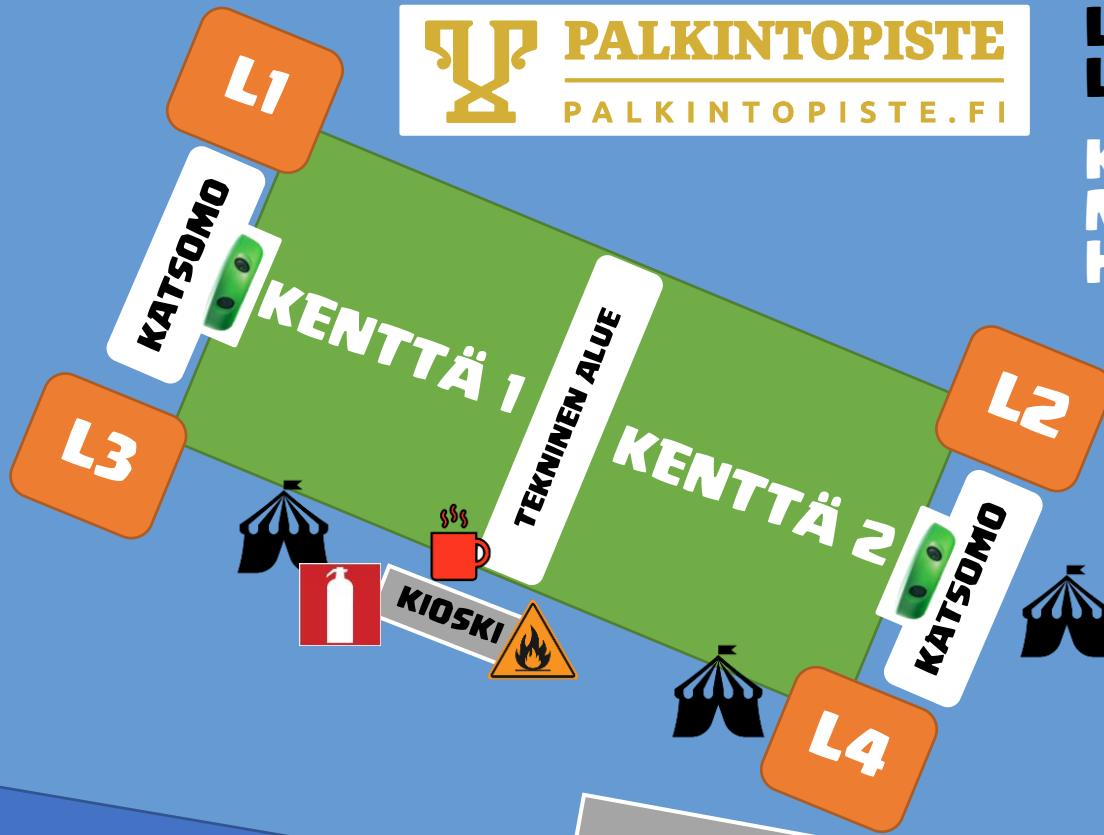 PALKINTOPISTE
PALKINTOPISTE.FI
L1
KATSOMO
KENTTÄ 1
TEKNINEN ALUE
L2
L3
KENTTÄ 2
KATSOMO
KIOSKI
L4